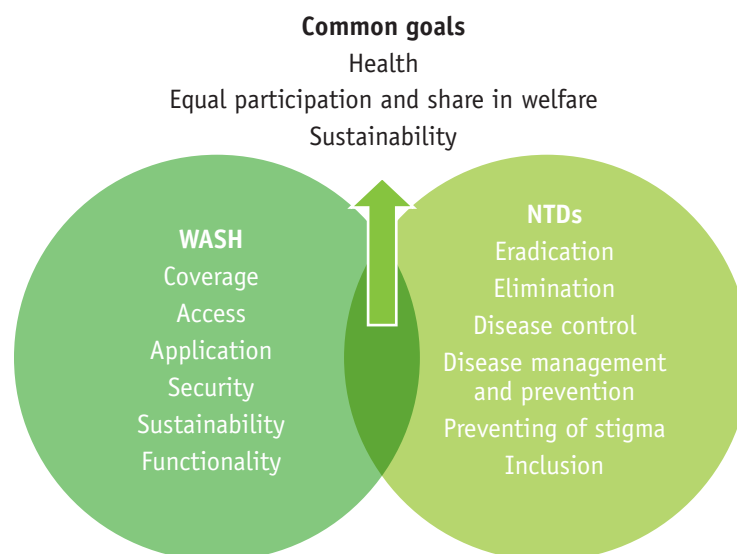 Common goals
Health
Equal participation and share in welfare
Sustainability
WASH
Coverage
Access
Application
Security
Sustainability
Functionality
NTDs
Eradication
Elimination
Disease control
Disease management
and prevention
Preventing of stigma
Inclusion